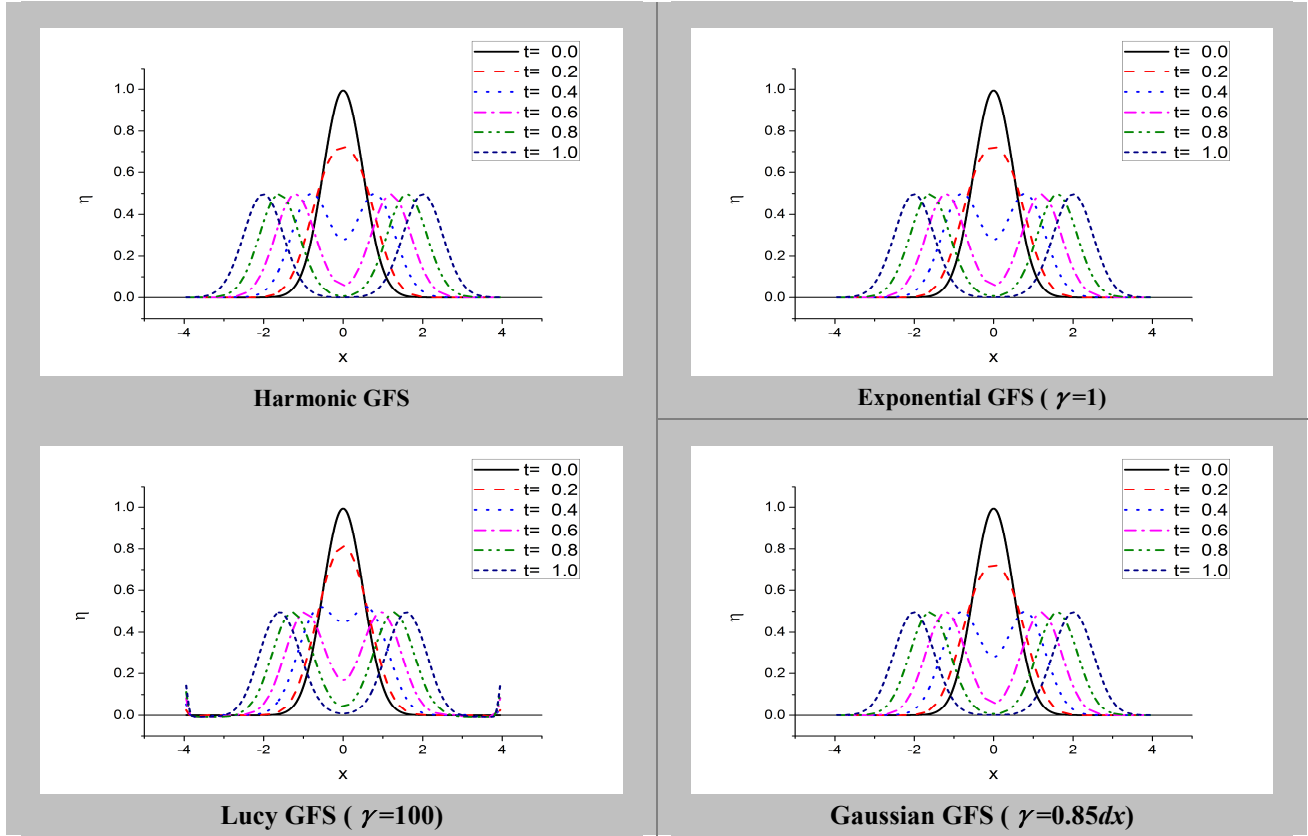 t= 0.0
t= 0.2
t= 0.4
t= 0.6
t= 0.8
t= 1.0
1.0
0.8
0.6
0.4
0.2
0.0
η
-4 -2 0 2 4
x
Harmonic GFS
t= 0.0
t= 0.2
t= 0.4
t= 0.6
t= 0.8
t= 1.0
1.0
0.8
0.6
0.4
0.2
0.0
η
-4 -2 0 2 4
x
Exponential GFS ( γ=1)
t= 0.0
t= 0.2
t= 0.4
t= 0.6
t= 0.8
t= 1.0
1.0
0.8
0.6
0.4
0.2
0.0
η
-4 -2 0 2 4
x
Lucy GFS ( γ=100)
t= 0.0
t= 0.2
t= 0.4
t= 0.6
t= 0.8
t= 1.0
1.0
0.8
0.6
0.4
0.2
0.0
η
-4 -2 0 2 4
x
Gaussian GFS ( γ=0.85dx)